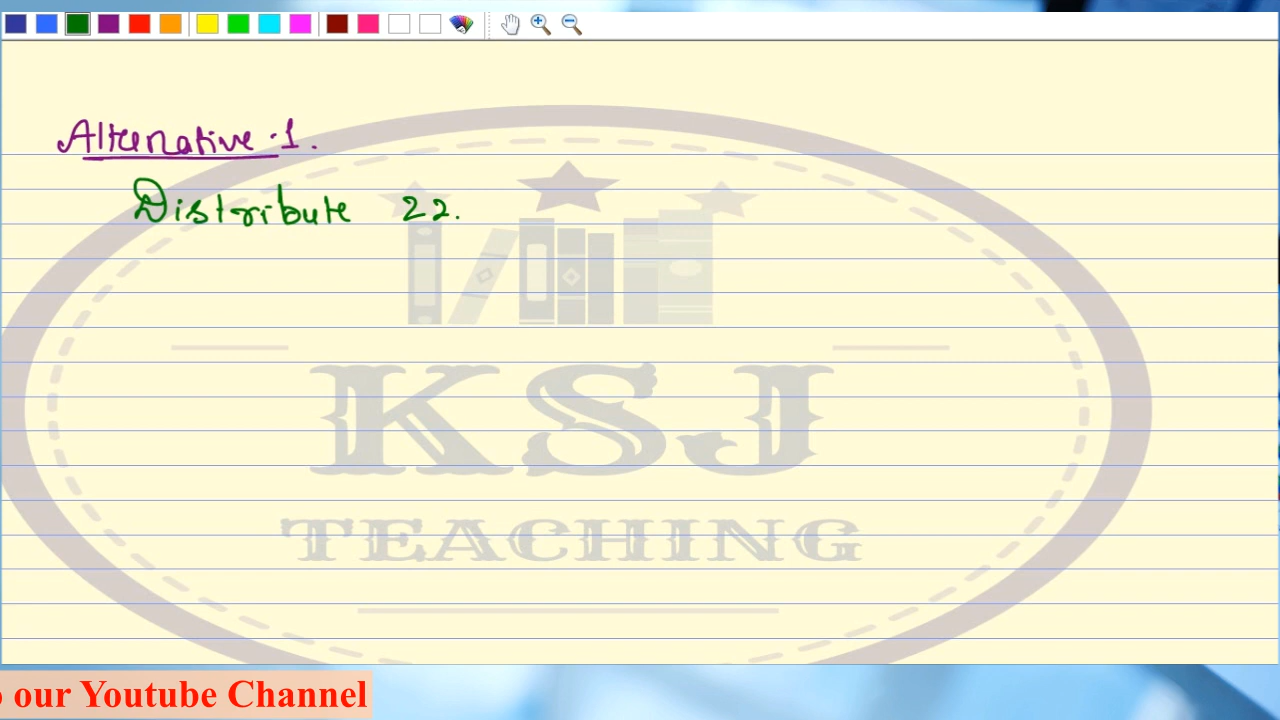 Alternative.1.
Distribute 22.
KSJ
TEACHING
o our Youtube Channel